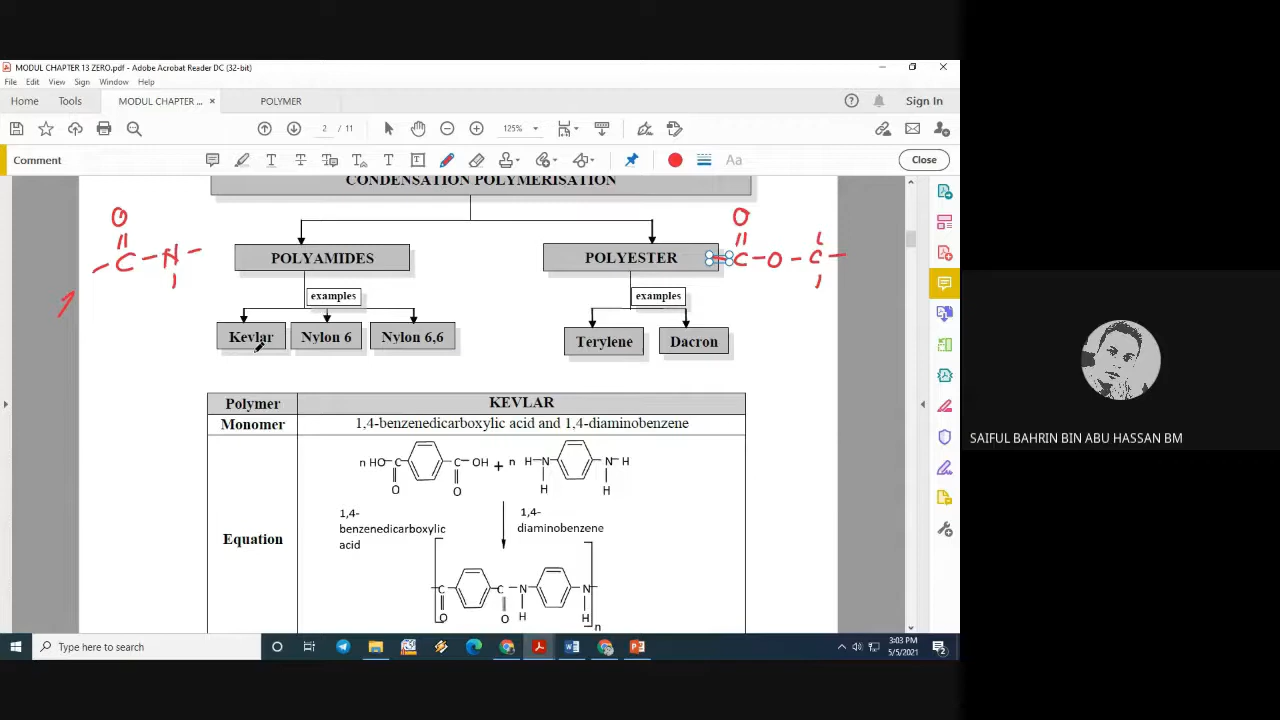 MODUL CHAPTER 13 ZERO.pdf - Adobe Acrobat Reader DC (32-bit)
File Edit View Sign Window Help
Home Tools MODUL CHAPTER ... × POLYMER Sign In
2 / 11 125%
Comment Close
CONDENSATION POLYMERISATION
O
C - N
POLYAMIDES
POLYESTER
O
C - O - C
examples
examples
Kevlar Nylon 6 Nylon 6,6
Terylene Dacron
Polymer KEVLAR
Monomer 1,4-benzenedicarboxylic acid and 1,4-diaminobenzene
Equation
n HO C C OH + n H N N H
O O H H
1,4-
benzenedicarboxylic
acid
1,4-
diaminobenzene
C C N N
O O H H n
SAIFUL BAHRIN BIN ABU HASSAN BM
Type here to search
3:03 PM
5/5/2021
2